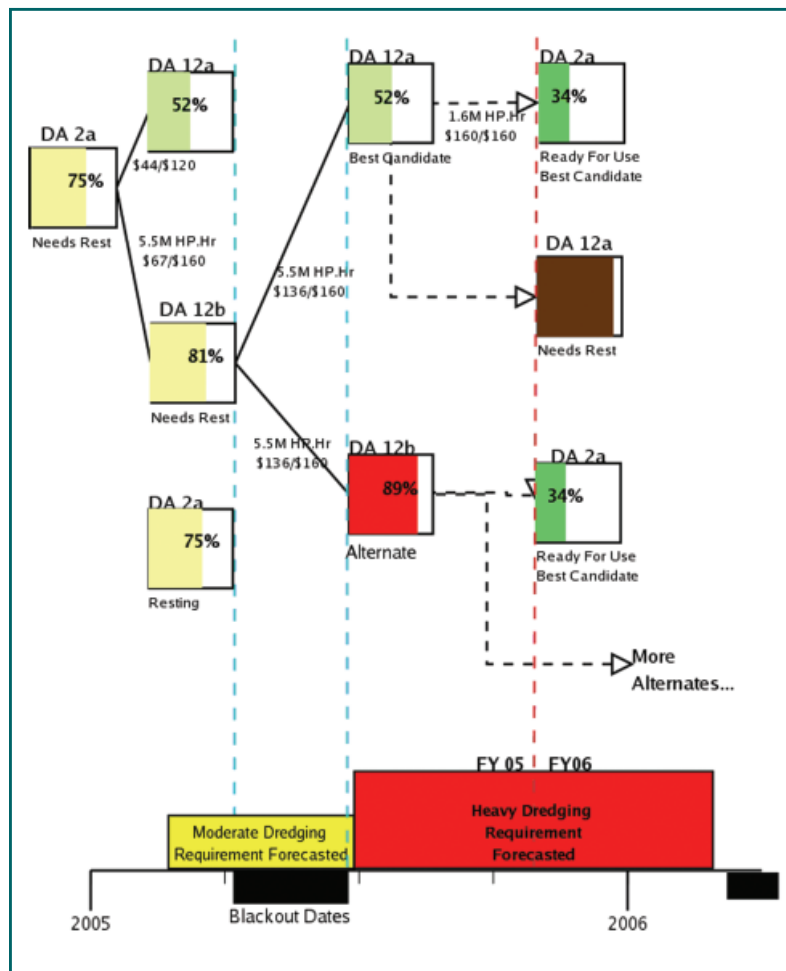 DA 12a
52%
$44/$120
DA 2a
75%
Needs Rest
5.5M HP.Hr
$67/$160
DA 12b
81%
Needs Rest
DA 2a
75%
Resting
DA 12a
52%
Best Candidate
5.5M HP.Hr
$136/$160
5.5M HP.Hr
$136/$160
DA 12b
89%
Alternate
1.6M HP.Hr
$160/$160
DA 2a
34%
Ready For Use
Best Candidate
DA 12a
Needs Rest
DA 2a
34%
Ready For Use
Best Candidate
More
Alternates...
FY 05 FY06
Moderate Dredging
Requirement Forecasted
Heavy Dredging
Requirement
Forecasted
Blackout Dates
2005
2006